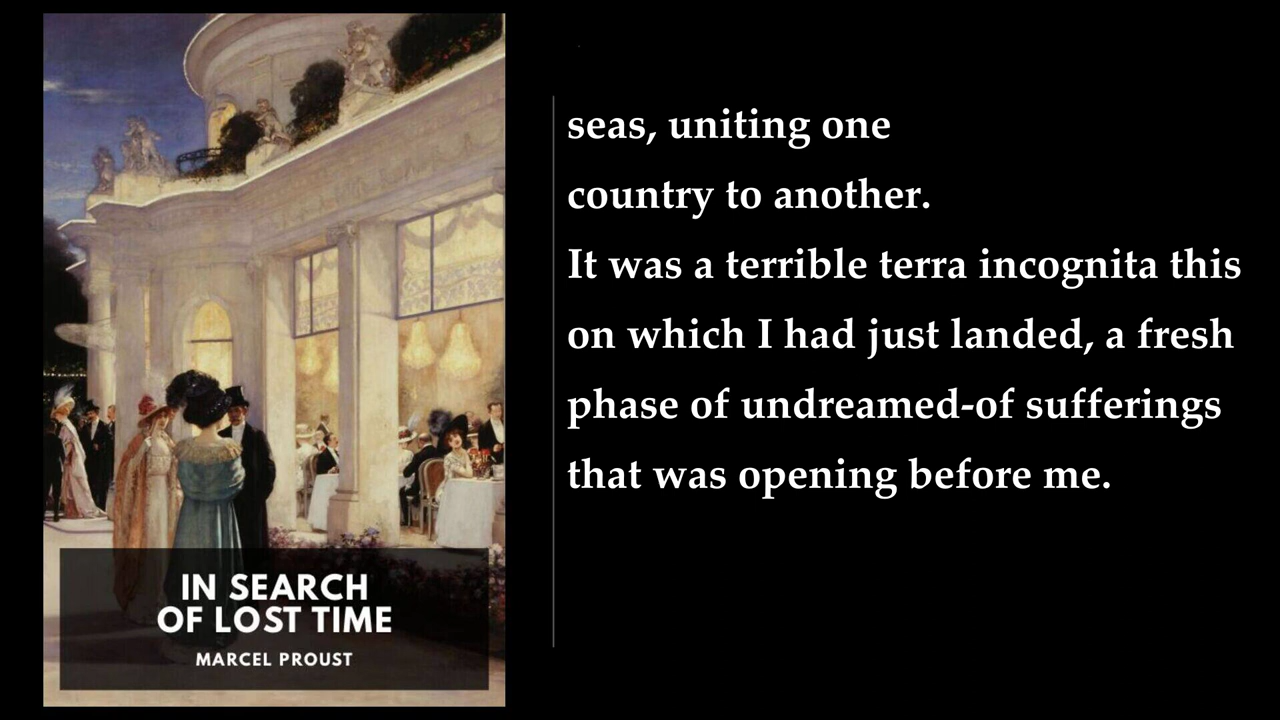 IN SEARCH
OF LOST TIME
MARCEL PROUST
seas, uniting one
country to another.
It was a terrible terra incognita this
on which I had just landed, a fresh
phase of undreamed-of sufferings
that was opening before me.